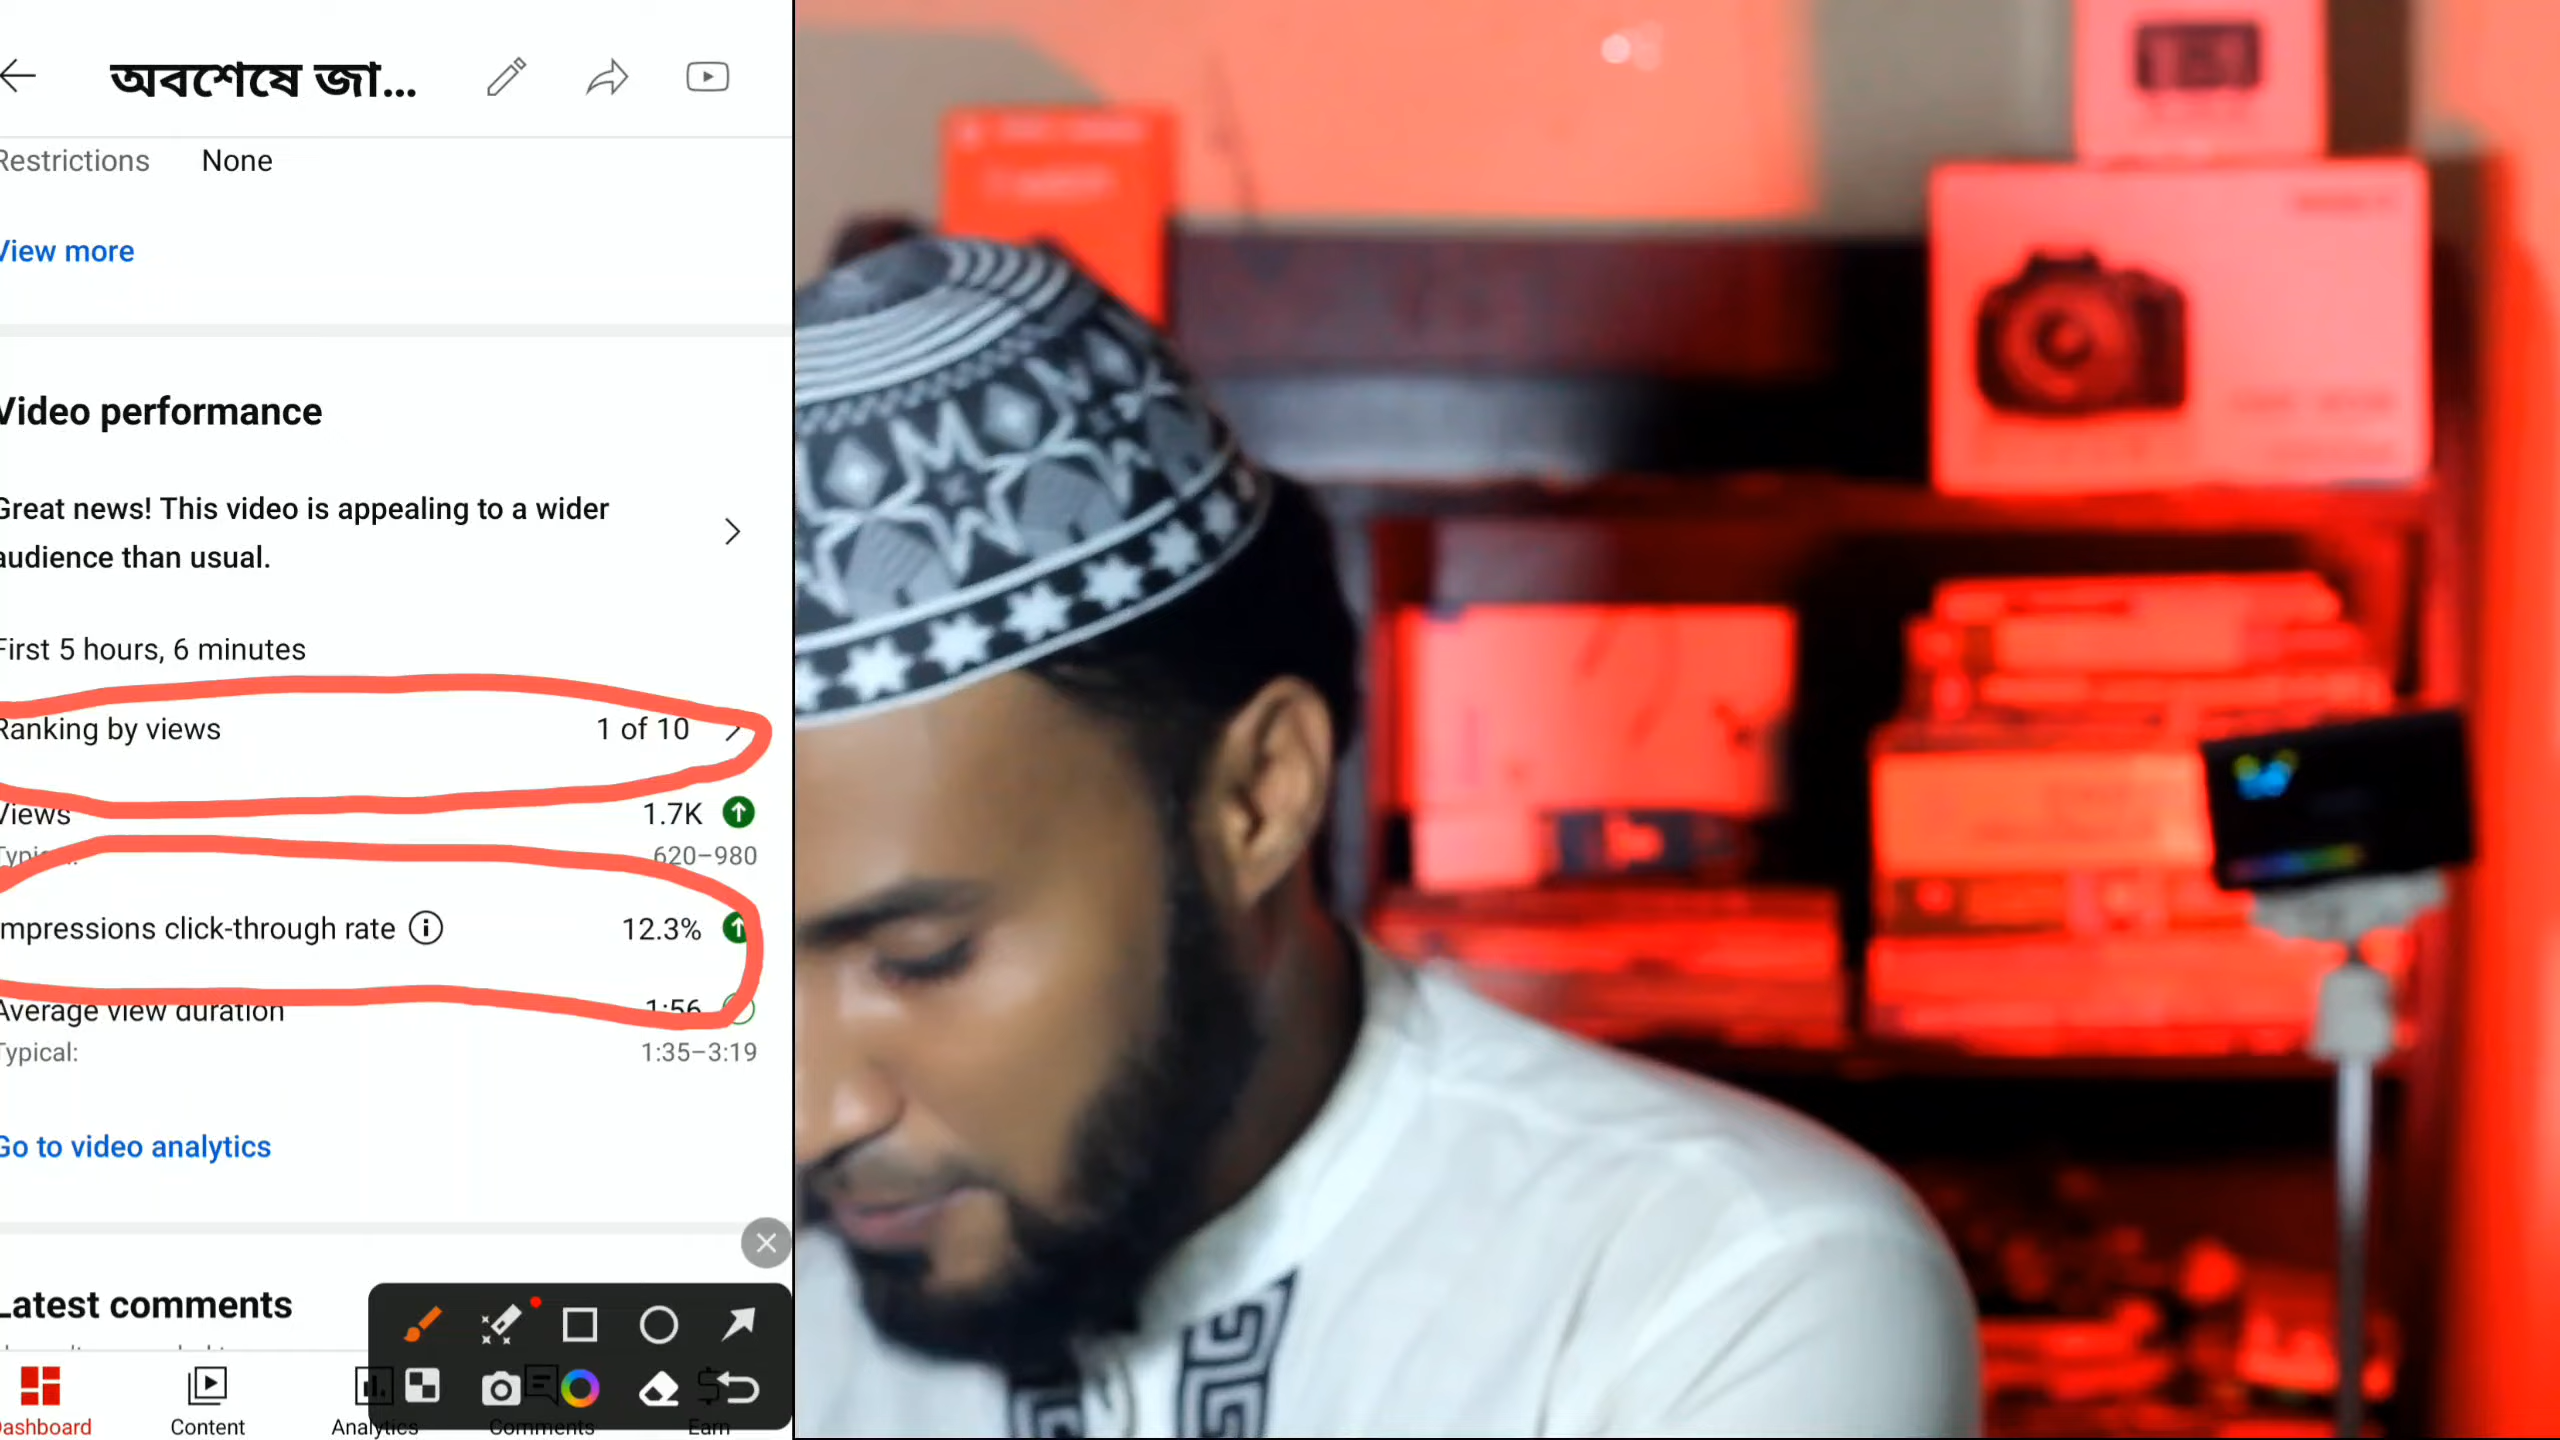 অবশেষে জা...
Restrictions None
View more
Video performance
Great news! This video is appealing to a wider
audience than usual.
First 5 hours, 6 minutes
Ranking by views 1 of 10
Views 1.7K
Typical: 620–980
Impressions click-through rate 12.3%
Average view duration 1:56
Typical: 1:35–3:19
Go to video analytics
Latest comments
Dashboard Content Analytics Comments Earn